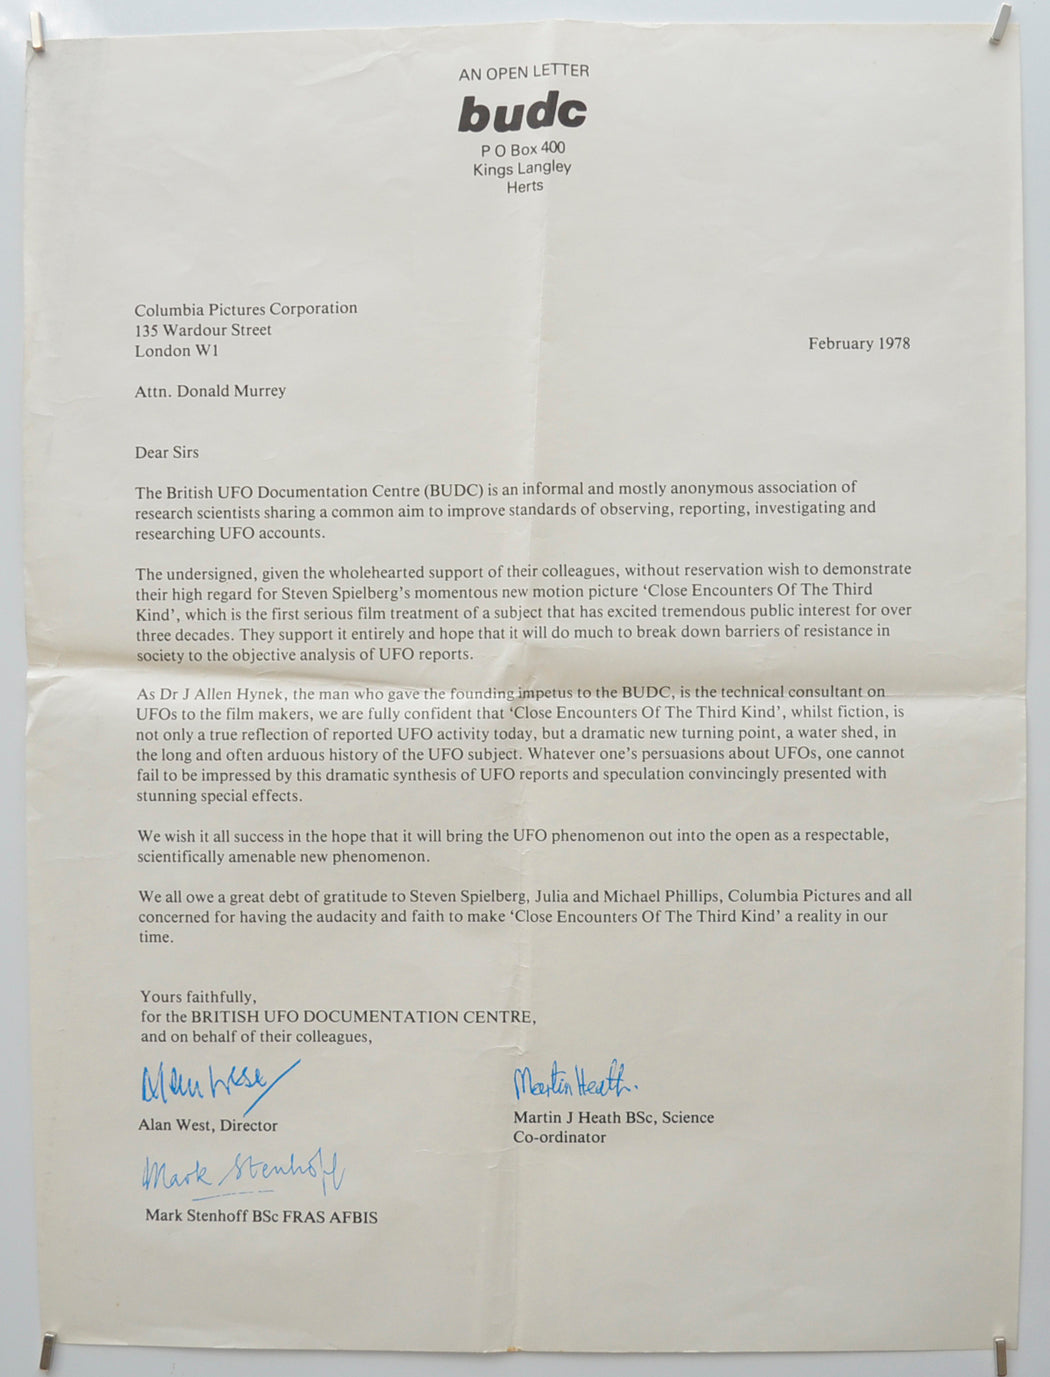 AN OPEN LETTER
budc
P O Box 400
Kings Langley
Herts
Columbia Pictures Corporation
135 Wardour Street
London W1
February 1978
Attn. Donald Murrey
Dear Sirs
The British UFO Documentation Centre (BUDC) is an informal and mostly anonymous association of
research scientists sharing a common aim to improve standards of observing, reporting, investigating and
researching UFO accounts.
The undersigned, given the wholehearted support of their colleagues, without reservation wish to demonstrate
their high regard for Steven Spielberg's momentous new motion picture ‘Close Encounters Of The Third
Kind’, which is the first serious film treatment of a subject that has excited tremendous public interest for over
three decades. They support it entirely and hope that it will do much to break down barriers of resistance in
society to the objective analysis of UFO reports.
As Dr J Allen Hynek, the man who gave the founding impetus to the BUDC, is the technical consultant on
UFOs to the film makers, we are fully confident that ‘Close Encounters Of The Third Kind’, whilst fiction, is
not only a true reflection of reported UFO activity today, but a dramatic new turning point, a water shed, in
the long and often arduous history of the UFO subject. Whatever one's persuasions about UFOs, one cannot
fail to be impressed by this dramatic synthesis of UFO reports and speculation convincingly presented with
stunning special effects.
We wish it all success in the hope that it will bring the UFO phenomenon out into the open as a respectable,
scientifically amenable new phenomenon.
We all owe a great debt of gratitude to Steven Spielberg, Julia and Michael Phillips, Columbia Pictures and all
concerned for having the audacity and faith to make ‘Close Encounters Of The Third Kind’ a reality in our
time.
Yours faithfully,
for the BRITISH UFO DOCUMENTATION CENTRE,
and on behalf of their colleagues,
Alan West
Alan West, Director
Martin Heath.
Martin J Heath BSc, Science
Co-ordinator
Mark Stenhoff
Mark Stenhoff BSc FRAS AFBIS